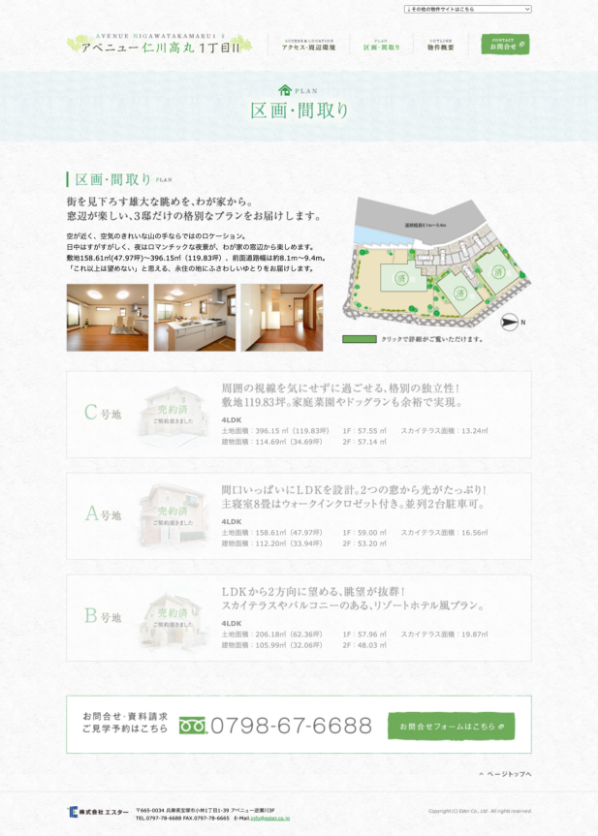 ↓その他の物件サイトはこちら
AVENUE NIGAWATAKAMARU1 Ⅱ
アベニュー仁川高丸1丁目Ⅱ
ACCESS & LOCATION
アクセス・周辺環境
PLAN
区画・間取り
OUTLINE
物件概要
CONTACT
お問合せ
PLAN
区画・間取り
区画・間取り PLAN
街を見下ろす雄大な眺めを、わが家から。
窓辺が楽しい、3邸だけの格別なプランをお届けします。
空が近く、空気のきれいな山の手ならではのロケーション。
日中はすがすがしく、夜はロマンチックな夜景が、わが家の窓辺から楽しめます。
敷地158.61㎡(47.97坪)～396.15㎡（119.83坪）、前面道路幅は約8.1m～9.4m。
「これ以上は望めない」と思える、永住の地にふさわしいゆとりをお届けします。
済
済
済
N
クリックで詳細がご覧いただけます。
C号地
売約済
ご契約頂きました
周囲の視線を気にせずに過ごせる、格別の独立性！
敷地119.83坪。家庭菜園やドッグランも余裕で実現。
4LDK
土地面積：396.15 ㎡（119.83坪） 1F：57.55 ㎡ スカイテラス面積：13.24㎡
建物面積：114.69㎡（34.69坪） 2F：57.14 ㎡
A号地
売約済
ご契約頂きました
間口いっぱいにLDKを設計。2つの窓から光がたっぷり！
主寝室8畳はウォークインクロゼット付き。並列2台駐車可。
4LDK
土地面積：158.61㎡（47.97坪） 1F：59.00 ㎡ スカイテラス面積：16.56㎡
建物面積：112.20㎡（33.94坪） 2F：53.20 ㎡
B号地
売約済
ご契約頂きました
LDKから2方向に望める、眺望が抜群！
スカイテラスやバルコニーのある、リゾートホテル風プラン。
4LDK
土地面積：206.18㎡（62.36坪） 1F：57.96 ㎡ スカイテラス面積：19.87㎡
建物面積：105.99㎡（32.06坪） 2F：48.03 ㎡
お問合せ・資料請求
ご見学予約はこちら
0798-67-6688
お問合せフォームはこちら
ページトップへ
株式会社 エスター
〒665-0034 兵庫県宝塚市小林1丁目1-39 アベニュー逆瀬川3F
TEL.0797-78-6688 FAX.0797-78-6665 E-Mail.info@ester.co.jp
Copyright(C) Ester Co., Ltd. All rights reserved.